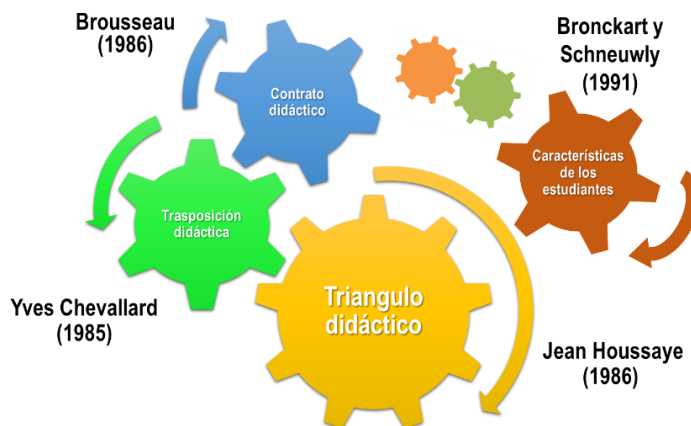 Brousseau
(1986)
Bronckart y
Schneuwly
(1991)
Contrato
didáctico
Características
de los
estudiantes
Trasposición
didáctica
Triangulo
didáctico
Yves Chevallard
(1985)
Jean Houssaye
(1986)